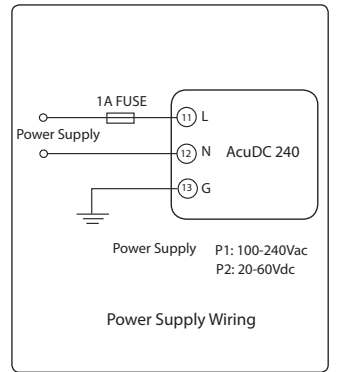 1A FUSE
11 L
Power Supply
12 N AcuDC 240
13 G
Power Supply P1: 100-240Vac
P2: 20-60Vdc
Power Supply Wiring